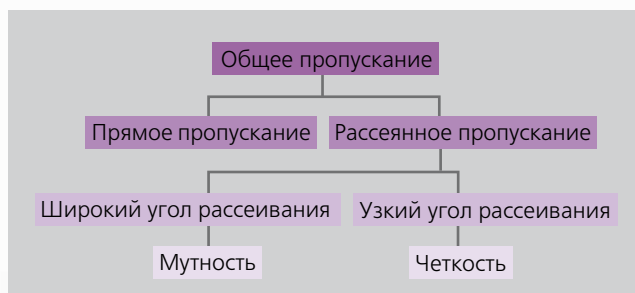 Общее пропускание
Прямое пропускание
Рассеянное пропускание
Широкий угол рассеивания
Узкий угол рассеивания
Мутность
Четкость